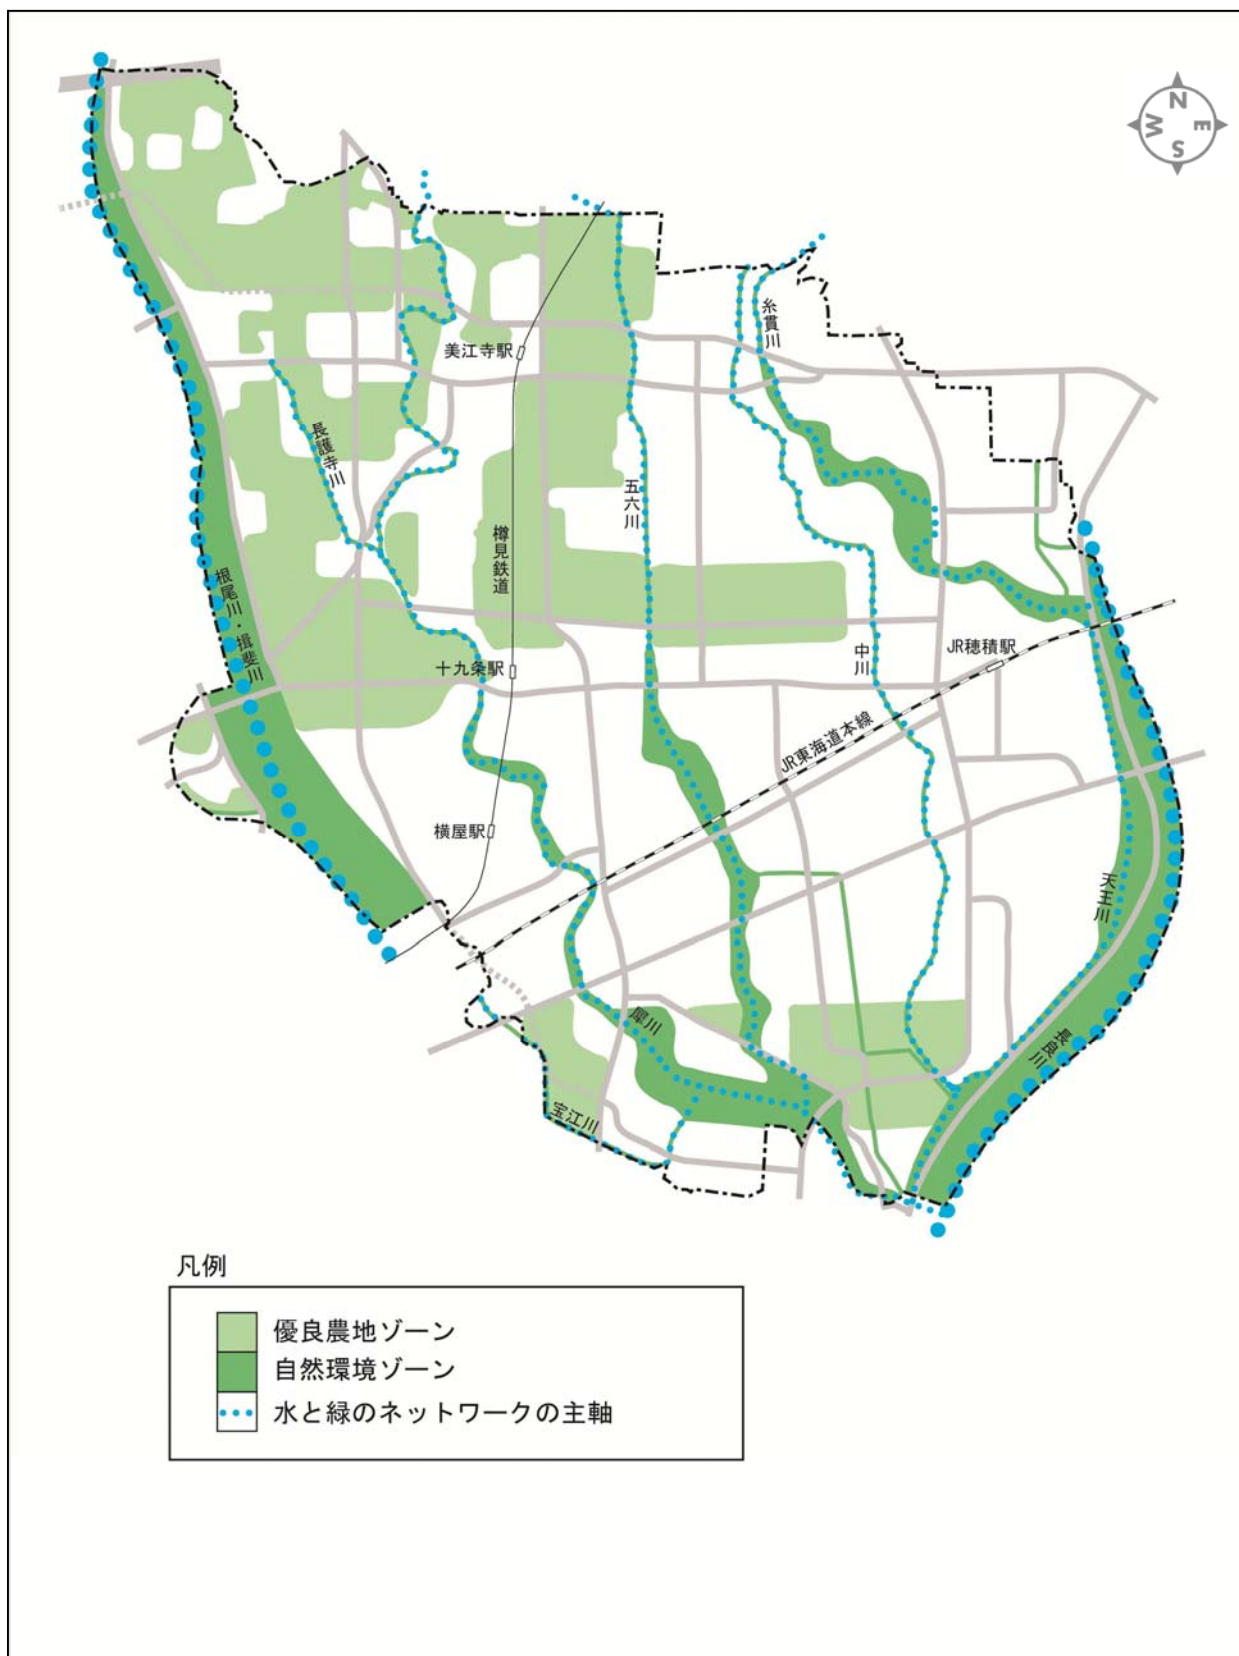 N
W
E
S
糸貫川
美江寺駅
長護寺川
五六川
樽見鉄道
根尾川・揖斐川
中川
JR穂積駅
十九条駅
JR東海道本線
横屋駅
天王川
犀川
長良川
宝江川
凡例
優良農地ゾーン
自然環境ゾーン
水と緑のネットワークの主軸